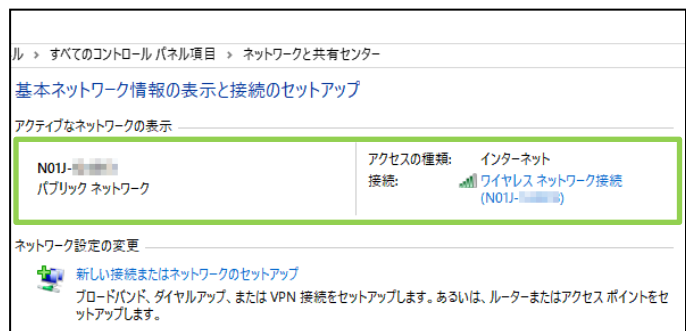 ル > すべてのコントロール パネル項目 > ネットワークと共有センター
基本ネットワーク情報の表示と接続のセットアップ
アクティブなネットワークの表示
N01J-
パブリック ネットワーク
アクセスの種類: インターネット
接続: ワイヤレス ネットワーク接続
(N01J- )
ネットワーク設定の変更
新しい接続またはネットワークのセットアップ
ブロードバンド、ダイヤルアップ、または VPN 接続をセットアップします。あるいは、ルーターまたはアクセス ポイントをセ
ットアップします。